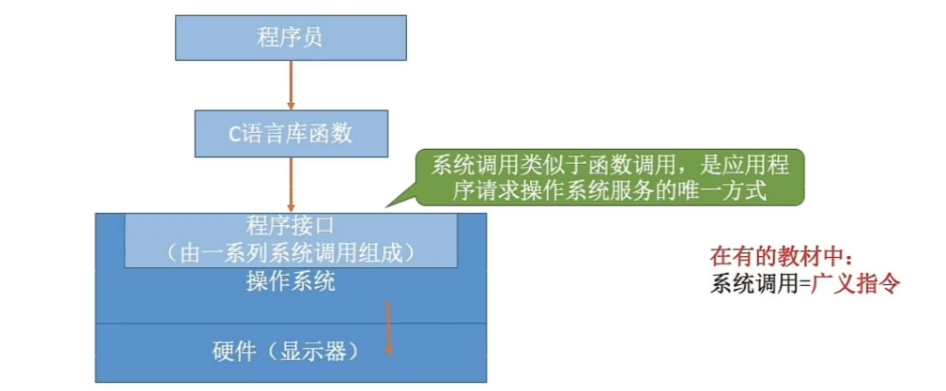 程序员
C语言库函数
系统调用类似于函数调用，是应用程
序请求操作系统服务的唯一方式
程序接口
（由一系列系统调用组成）
操作系统
硬件（显示器）
在有的教材中：
系统调用=广义指令